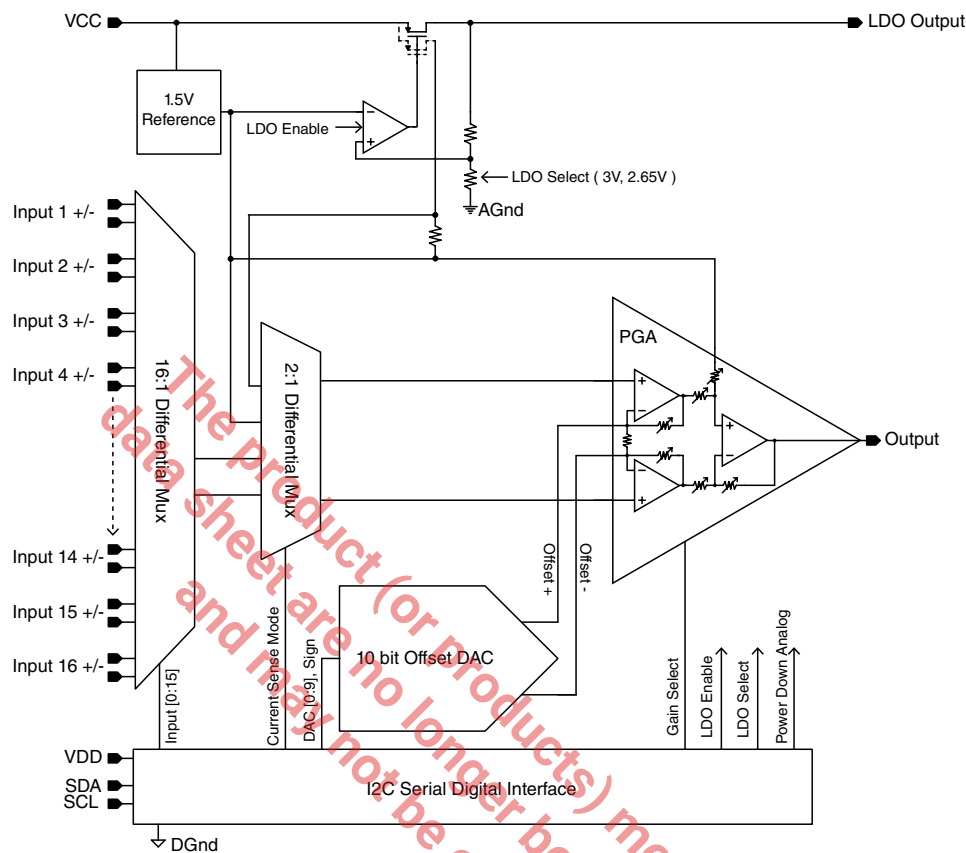 VCC
LDO Output
1.5V
Reference
LDO Enable
LDO Select ( 3V, 2.65V )
AGnd
Input 1 +/-
Input 2 +/-
Input 3 +/-
Input 4 +/-
Input 14 +/-
Input 15 +/-
Input 16 +/-
16:1 Differential Mux
2:1 Differential Mux
PGA
Output
Offset +
Offset -
10 bit Offset DAC
Input [0:15]
Current Sense Mode
DAC [0:9], Sign
Gain Select
LDO Enable
LDO Select
Power Down Analog
VDD
SDA
SCL
I2C Serial Digital Interface
DGnd
The product (or products) me
data sheet are no longer be
and may not be